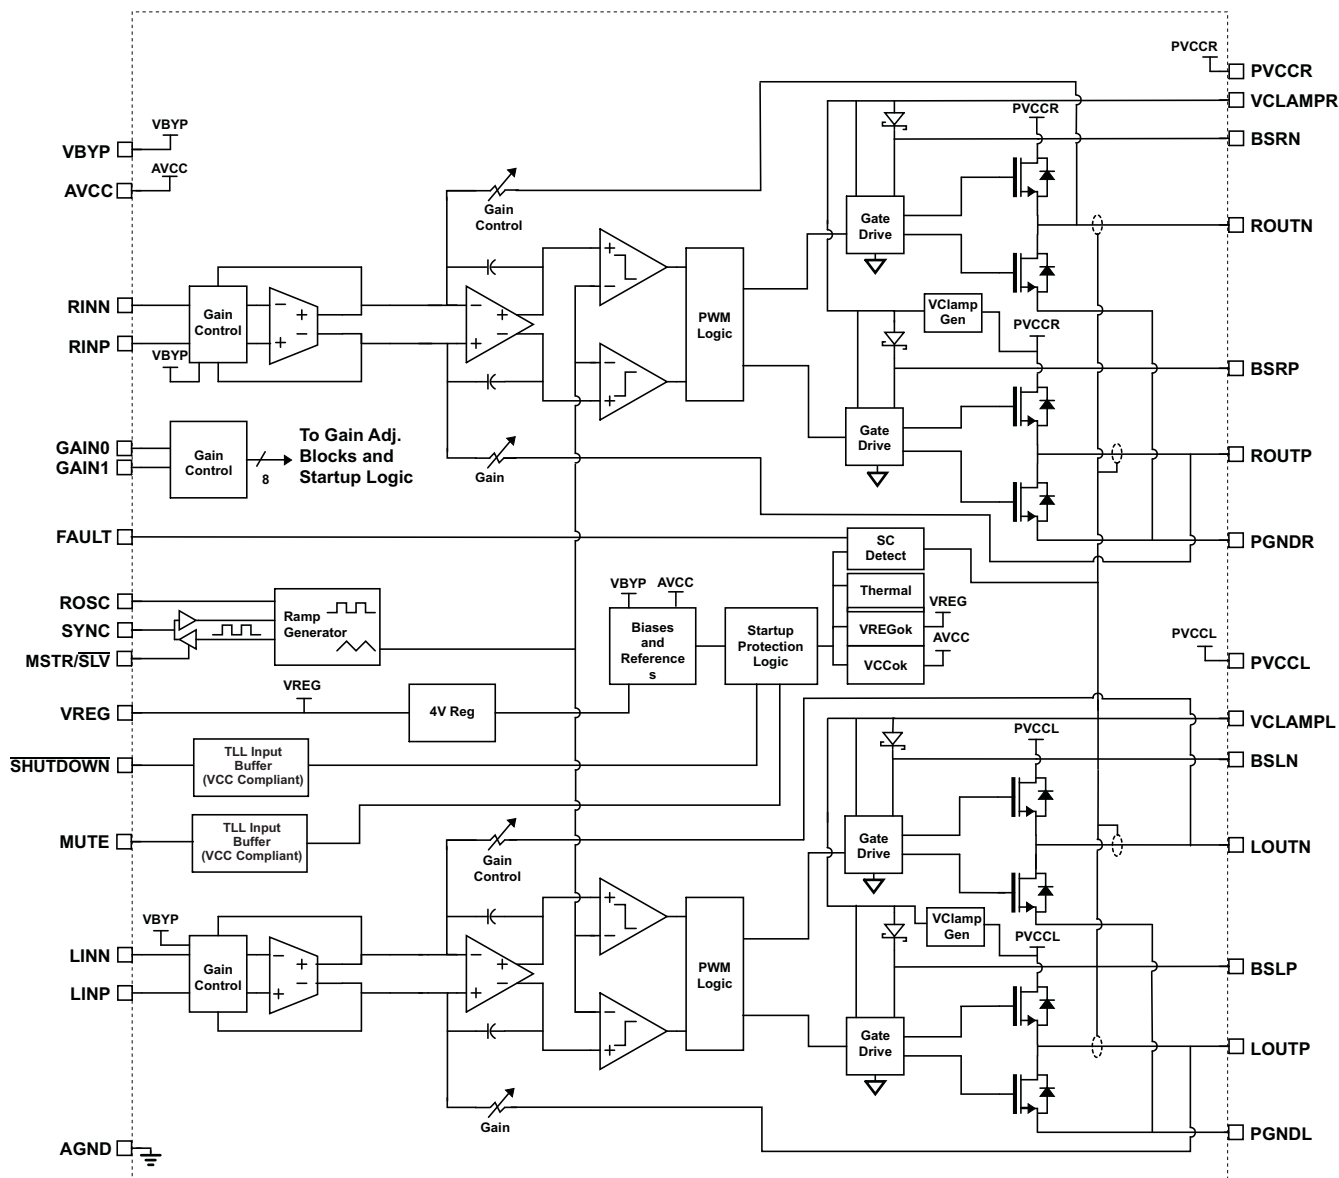 PVCCR
PVCCR
VCLAMPR
PVCCR
VBYP
VBYP
BSRN
AVCC
AVCC
Gain
Control
Gate
Drive
ROUTN
RINN
Gain
Control
− +
+ −
− +
+ −
+
−
−
+
PWM
Logic
VClamp
Gen
PVCCR
RINP
VBYP
BSRP
GAIN0
GAIN1
Gain
Control
8
To Gain Adj.
Blocks and
Startup Logic
Gain
Gate
Drive
ROUTP
FAULT
SC
Detect
PGNDR
ROSC
SYNC
MSTR/SLV
Ramp
Generator
VBYP
AVCC
Biases
and
Reference
s
Startup
Protection
Logic
Thermal
VREGok
VCCok
VREG
AVCC
PVCCL
PVCCL
VREG
VREG
4V Reg
VCLAMPL
PVCCL
SHUTDOWN
TLL Input
Buffer
(VCC Compliant)
BSLN
MUTE
TLL Input
Buffer
(VCC Compliant)
Gain
Control
Gate
Drive
LOUTN
VBYP
VClamp
Gen
PVCCL
LINN
LINP
Gain
Control
− +
+ −
− +
+ −
+
−
−
+
PWM
Logic
BSLP
Gate
Drive
LOUTP
Gain
AGND
PGNDL